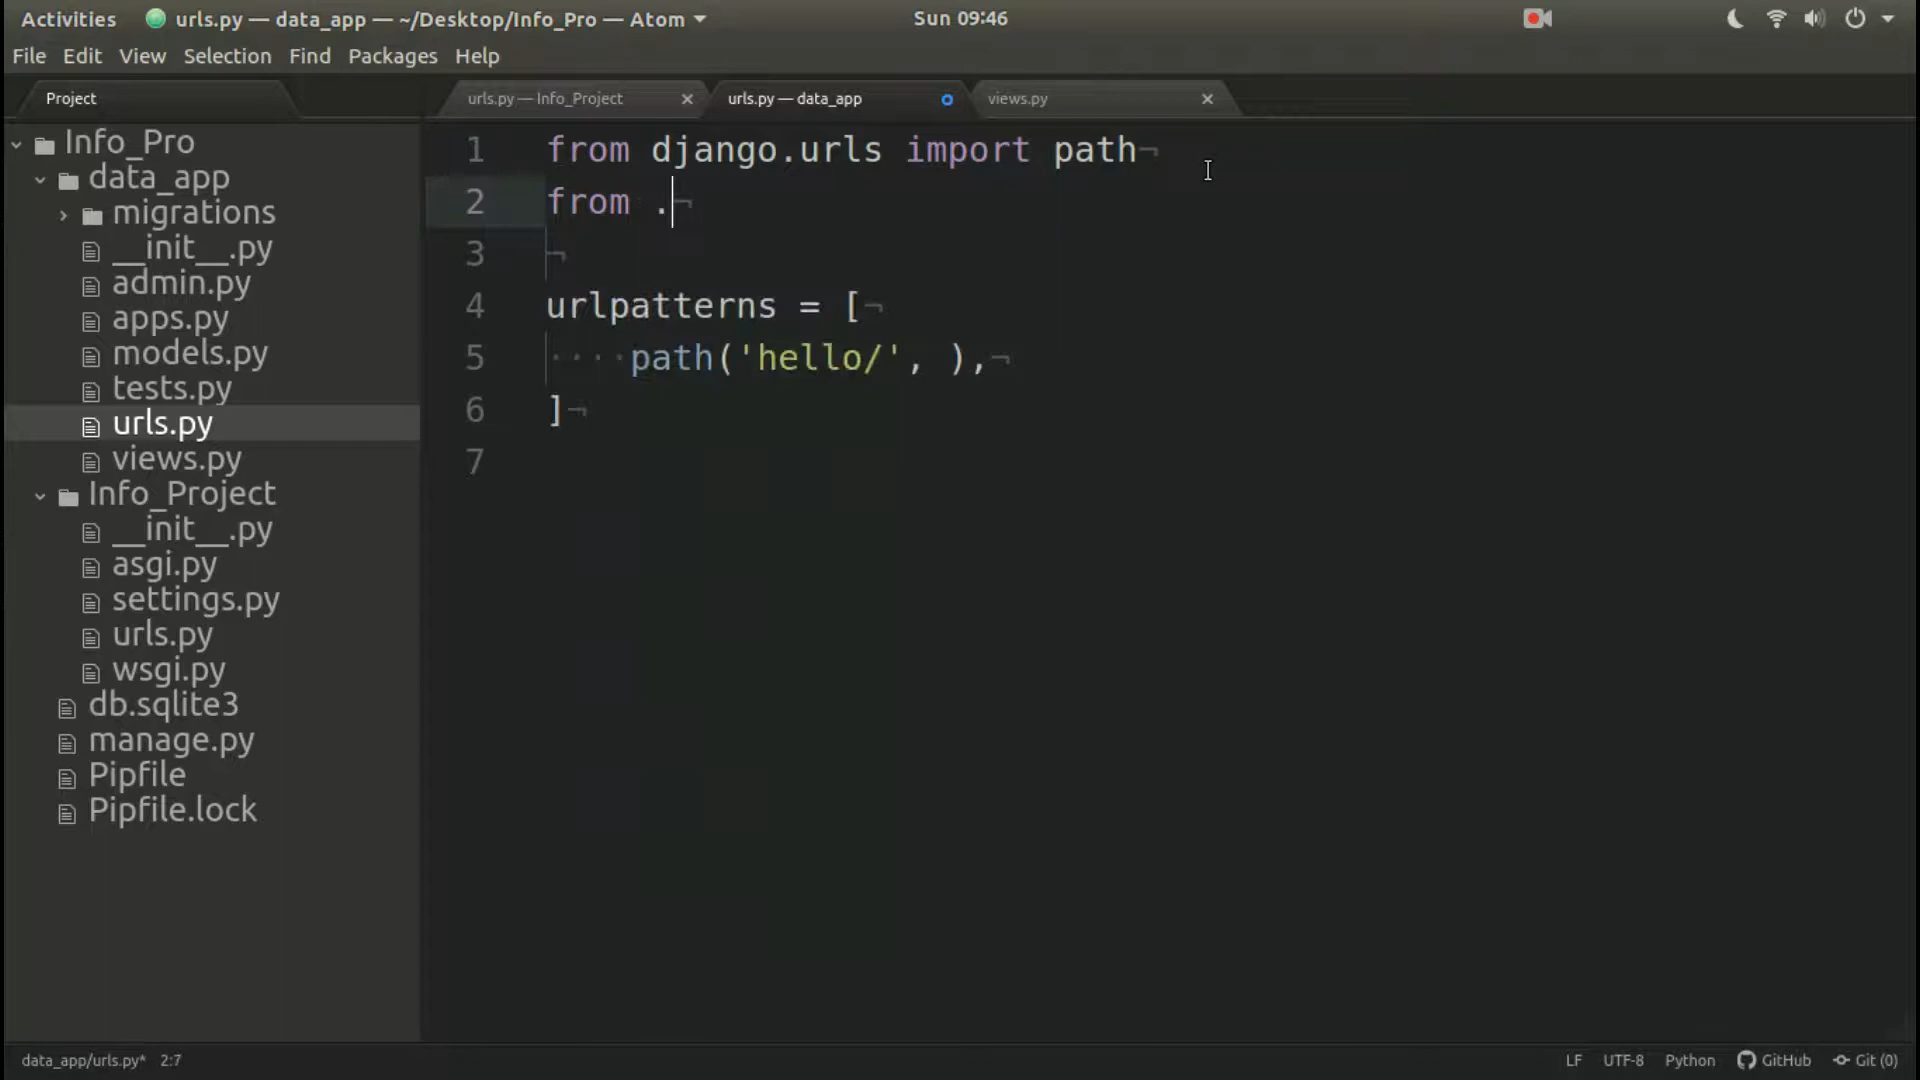 Activities urls.py — data_app — ~/Desktop/Info_Pro — Atom Sun 09:46
File Edit View Selection Find Packages Help
Project urls.py — Info_Project urls.py — data_app views.py
Info_Pro
data_app
migrations
__init__.py
admin.py
apps.py
models.py
tests.py
urls.py
views.py
Info_Project
__init__.py
asgi.py
settings.py
urls.py
wsgi.py
db.sqlite3
manage.py
Pipfile
Pipfile.lock
1 from django.urls import path¬
2 from .¬
3 ¬
4 urlpatterns = [¬
5 ····path('hello/', ),¬
6 ]¬
7
data_app/urls.py* 2:7 LF UTF-8 Python GitHub Git (0)